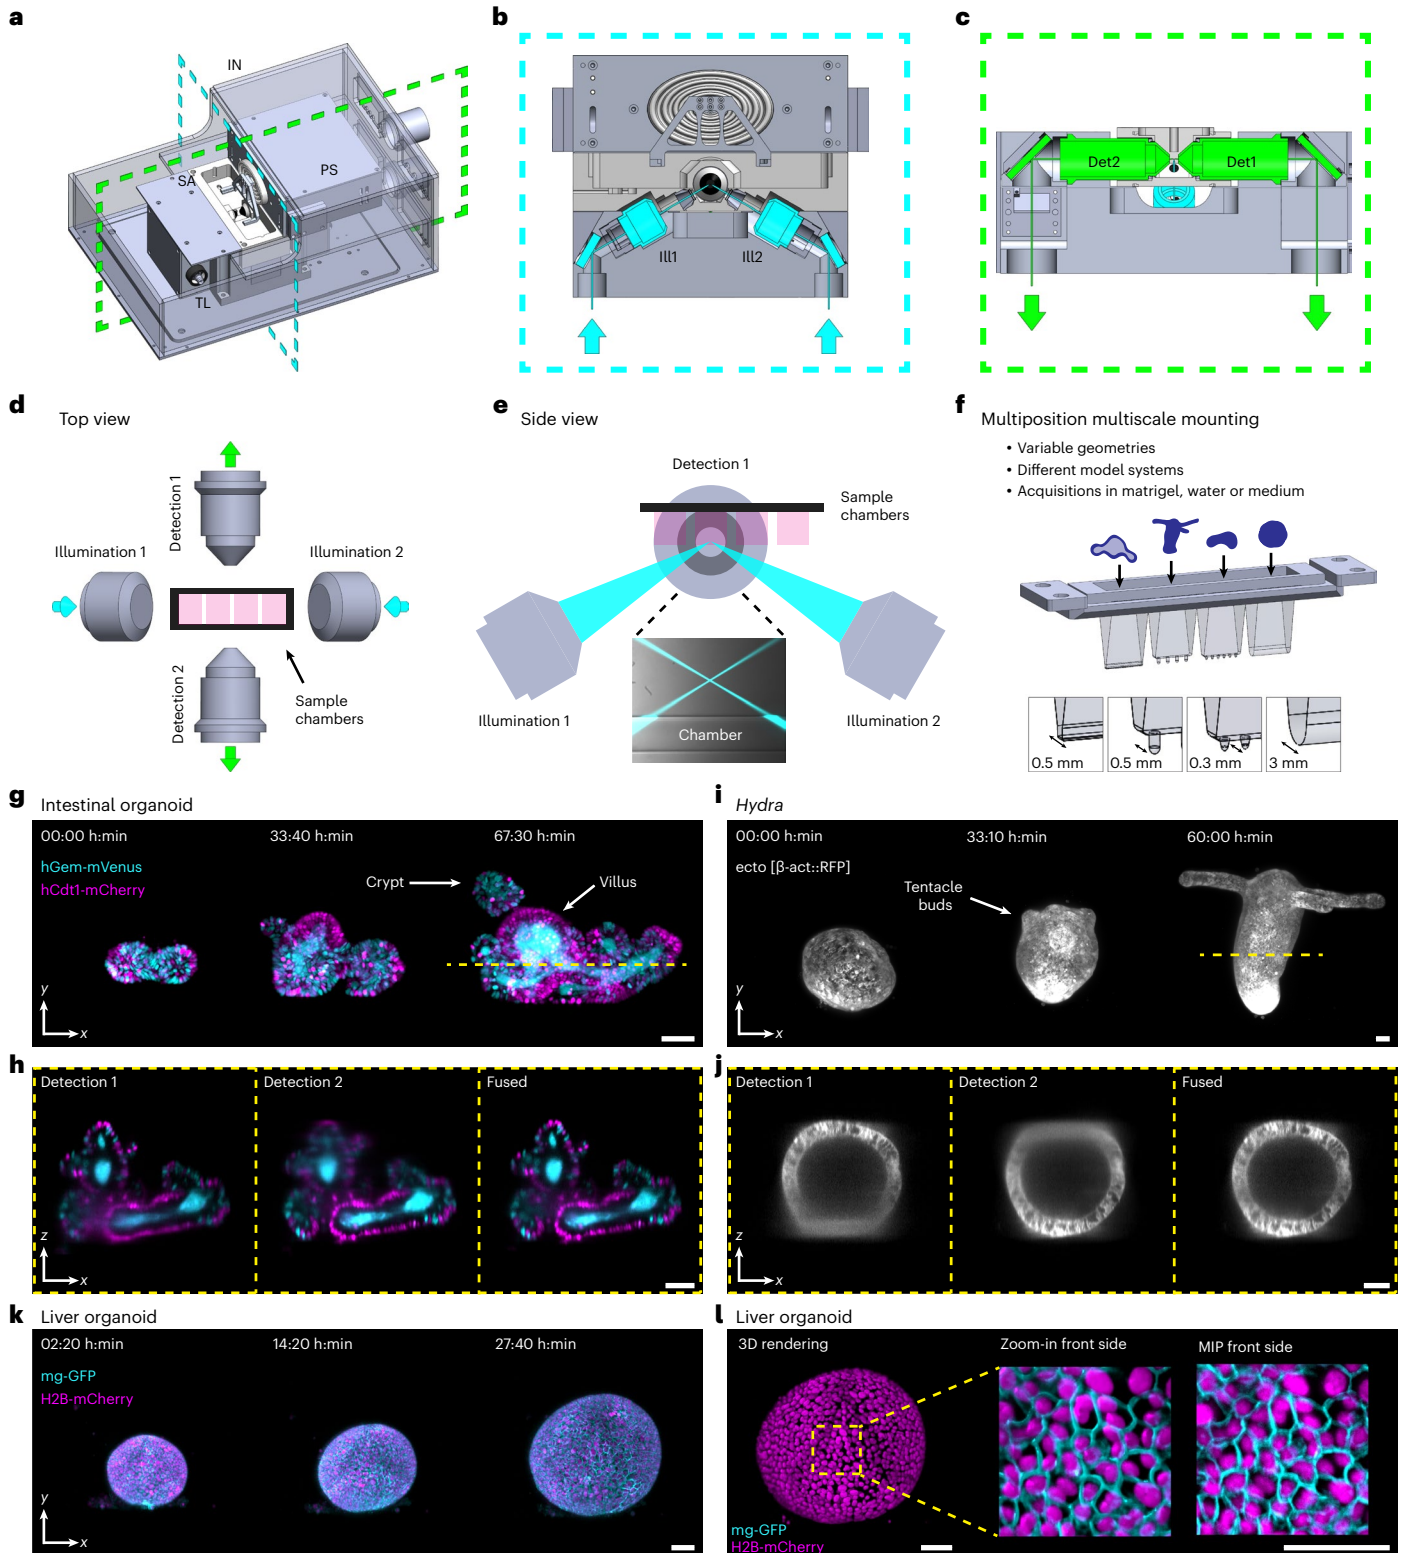 a
IN
PS
SA
TL
b
Ill1
Ill2
c
Det2
Det1
d
Top view
Detection 1
Illumination 1
Illumination 2
Detection 2
Sample
chambers
e
Side view
Detection 1
Sample
chambers
Illumination 1
Illumination 2
Chamber
f
Multiposition multiscale mounting
• Variable geometries
• Different model systems
• Acquisitions in matrigel, water or medium
0.5 mm
0.5 mm
0.3 mm
3 mm
g
Intestinal organoid
00:00 h:min
33:40 h:min
67:30 h:min
hGem-mVenus
hCdt1-mCherry
Crypt
Villus
y
x
i
Hydra
00:00 h:min
33:10 h:min
60:00 h:min
ecto [β-act::RFP]
Tentacle
buds
y
x
h
Detection 1
Detection 2
Fused
z
x
j
Detection 1
Detection 2
Fused
z
x
k
Liver organoid
02:20 h:min
14:20 h:min
27:40 h:min
mg-GFP
H2B-mCherry
y
x
l
Liver organoid
3D rendering
Zoom-in front side
MIP front side
mg-GFP
H2B-mCherry